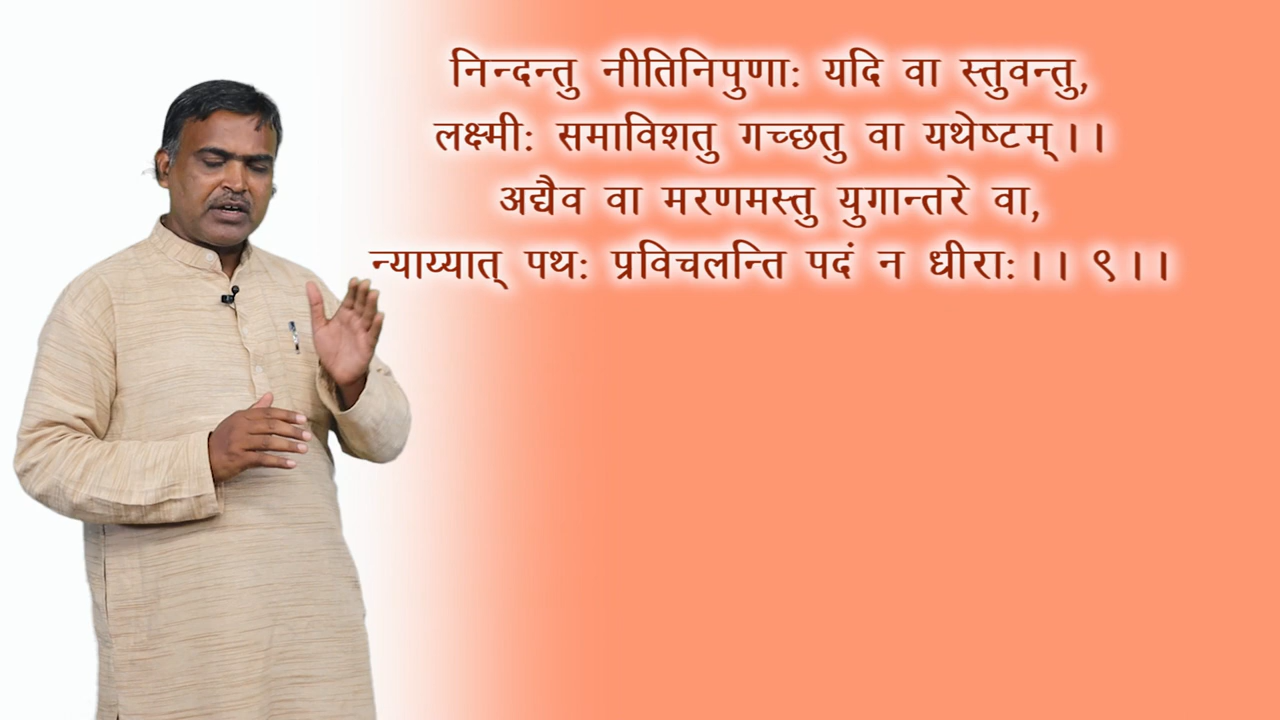 निन्दन्तु नीतिनिपुणाः यदि वा स्तुवन्तु,
लक्ष्मीः समाविशतु गच्छतु वा यथेष्टम्।।
अद्यैव वा मरणमस्तु युगान्तरे वा,
न्याय्यात् पथः प्रविचलन्ति पदं न धीराः।। ९।।